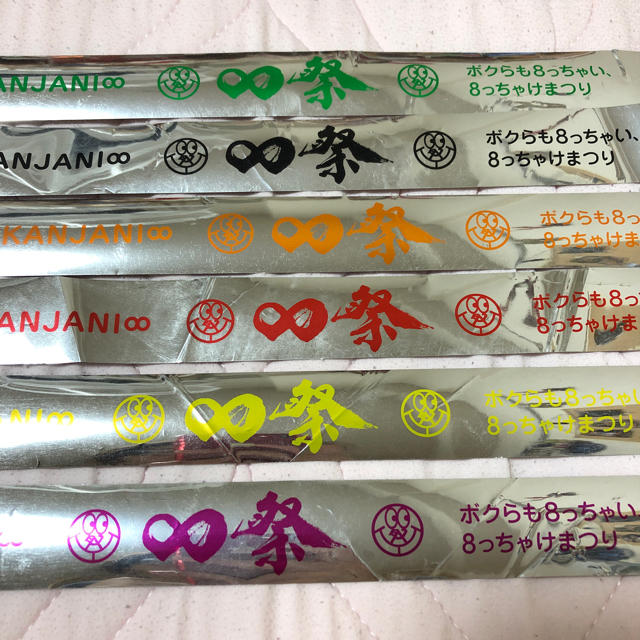 ANJANI∞ ∞祭 ボクらも8っちゃい、
8っちゃけまつり
ANJANI∞ ∞祭 ボクらも8っちゃい、
8っちゃけまつり
KANJANI∞ ∞祭 ボクらも8っ
8っちゃけま
ANJANI∞ ∞祭 ボクらも8っ
8っちゃけ
NJANI∞ ∞祭 ボクらも8っちゃい
8っちゃけまつり
∞祭 ボクらも8っちゃい、
8っちゃけまつり